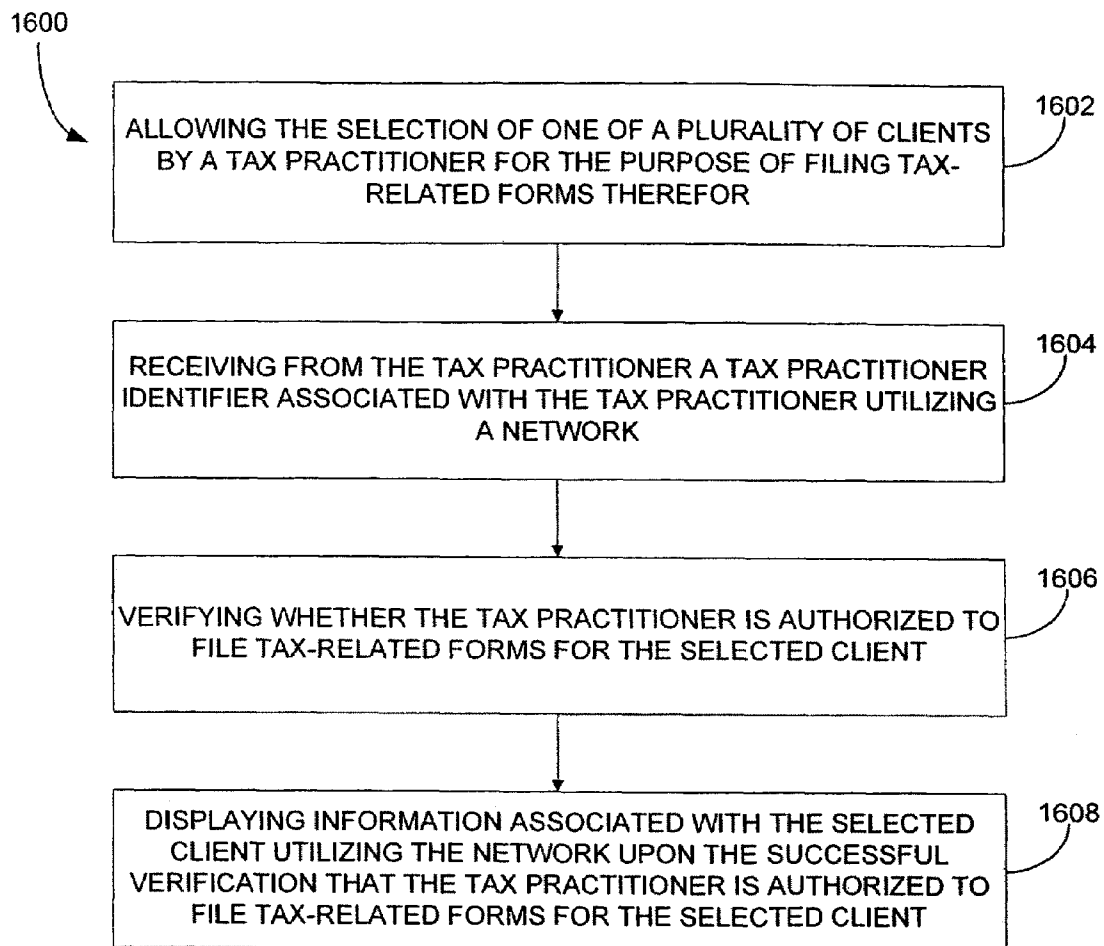 1600
1602
ALLOWING THE SELECTION OF ONE OF A PLURALITY OF CLIENTS
BY A TAX PRACTITIONER FOR THE PURPOSE OF FILING TAX-
RELATED FORMS THEREFOR
1604
RECEIVING FROM THE TAX PRACTITIONER A TAX PRACTITIONER
IDENTIFIER ASSOCIATED WITH THE TAX PRACTITIONER UTILIZING
A NETWORK
1606
VERIFYING WHETHER THE TAX PRACTITIONER IS AUTHORIZED TO
FILE TAX-RELATED FORMS FOR THE SELECTED CLIENT
1608
DISPLAYING INFORMATION ASSOCIATED WITH THE SELECTED
CLIENT UTILIZING THE NETWORK UPON THE SUCCESSFUL
VERIFICATION THAT THE TAX PRACTITIONER IS AUTHORIZED TO
FILE TAX-RELATED FORMS FOR THE SELECTED CLIENT